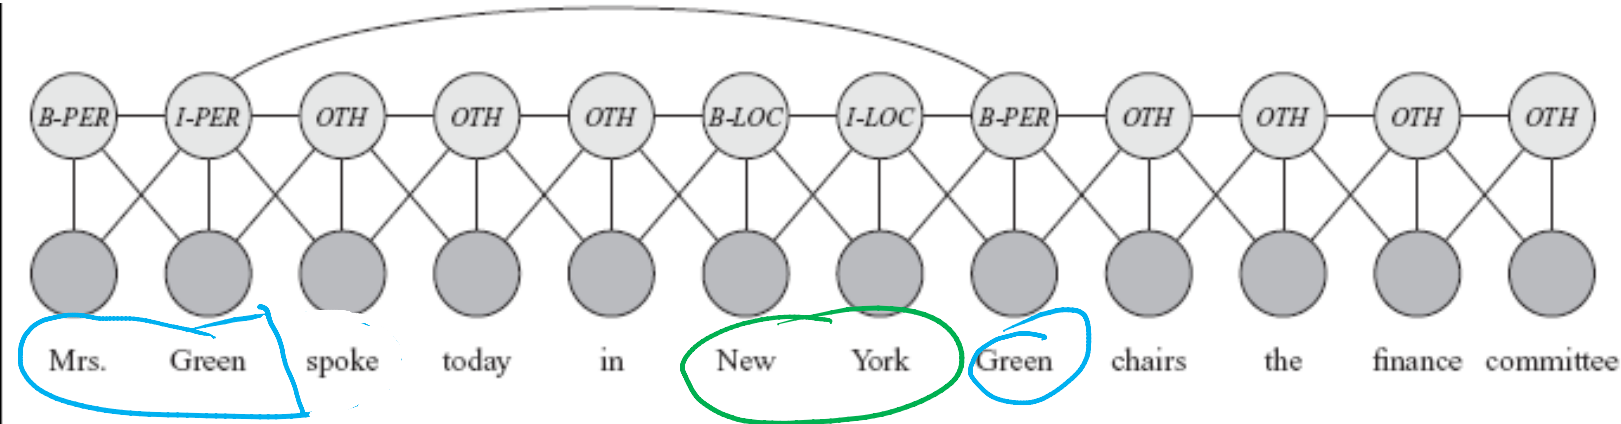 B-PER I-PER OTH OTH OTH B-LOC I-LOC B-PER OTH OTH OTH OTH
Mrs. Green spoke today in New York Green chairs the finance committee